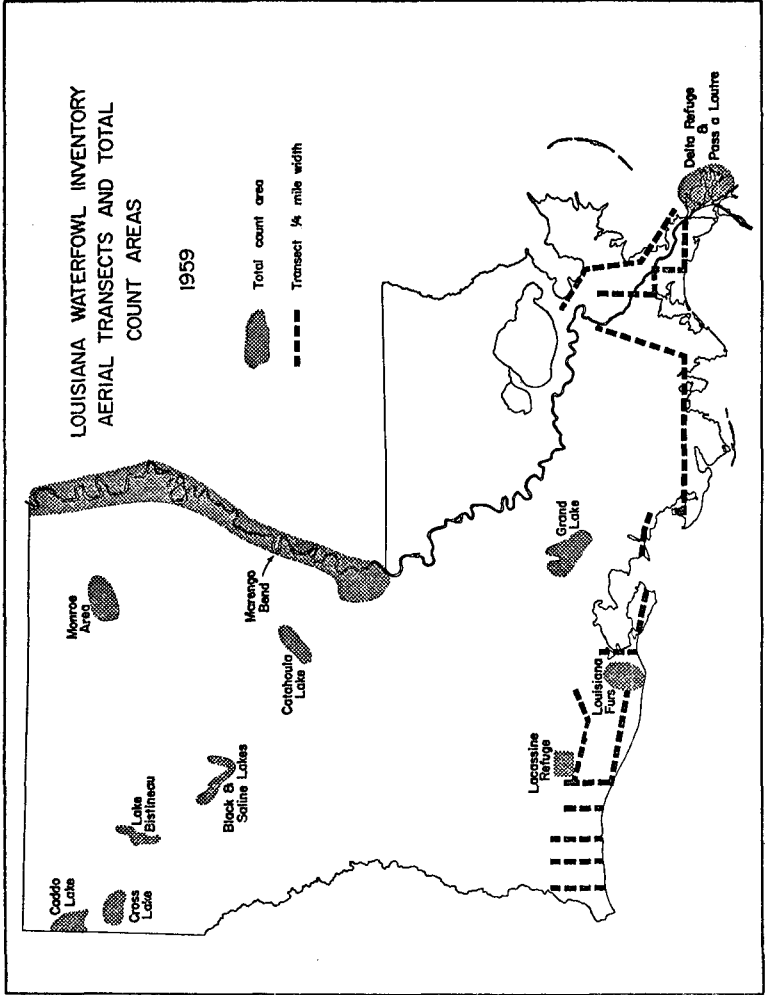 LOUISIANA WATERFOWL INVENTORY
AERIAL TRANSECTS AND TOTAL
COUNT AREAS
1959
Total count area
Transect ¼ mile width
Caddo
Lake
Cross
Lake
Lake
Bistineau
Black &
Saline Lakes
Monroe
Area
Catahoula
Lake
Marengo
Bend
Lacassine
Refuge
Louisiana
Furs
Grand
Lake
Delta Refuge
&
Pass a Loutre